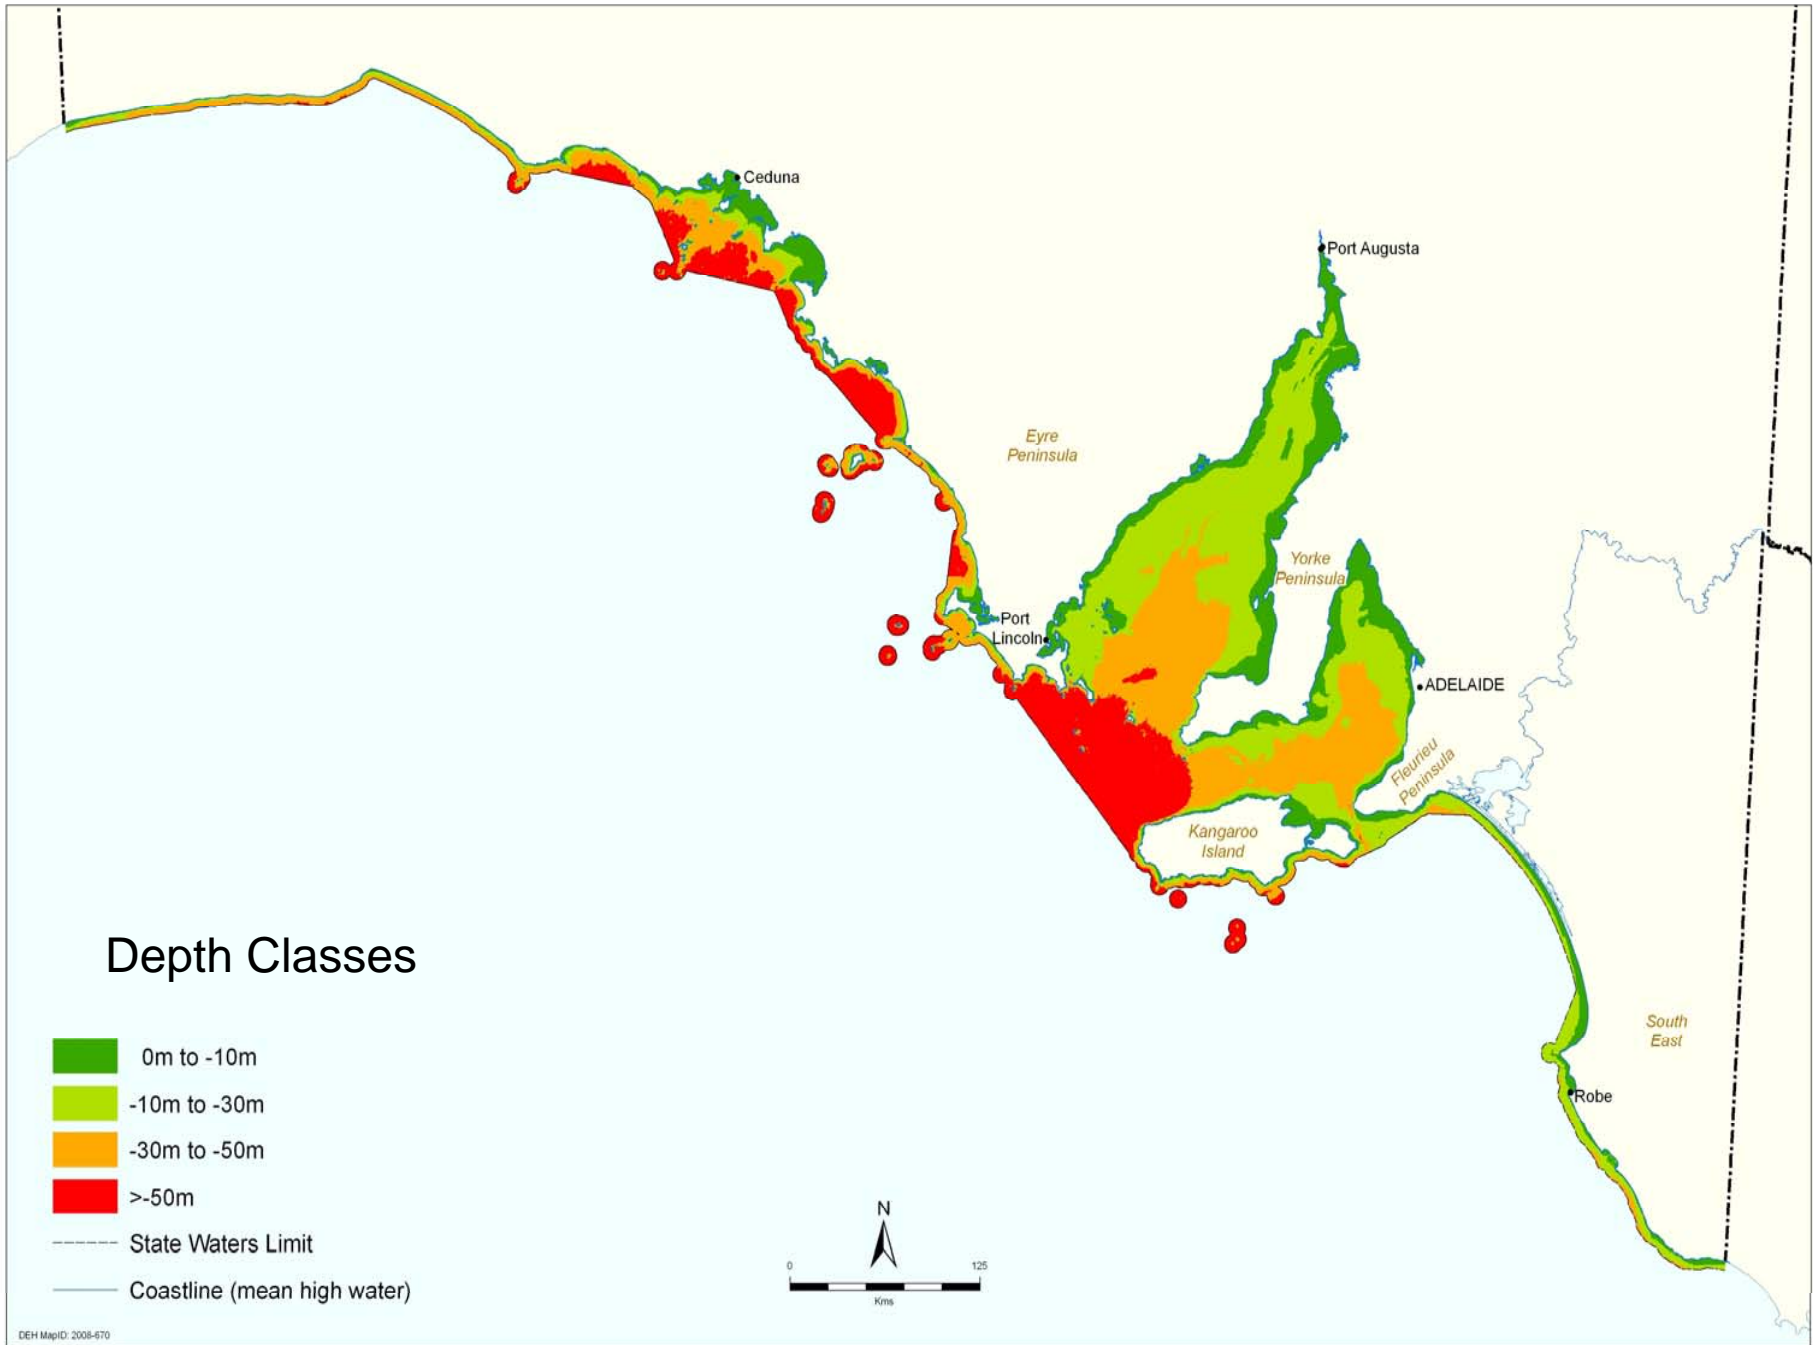 Ceduna
Port Augusta
Eyre
Peninsula
Yorke
Peninsula
Port
Lincoln
ADELAIDE
Fleurieu
Peninsula
Kangaroo
Island
South
East
Robe
Depth Classes
0m to -10m
-10m to -30m
-30m to -50m
>-50m
State Waters Limit
Coastline (mean high water)
N
0 125
Kms
DEH MapID: 2008-670